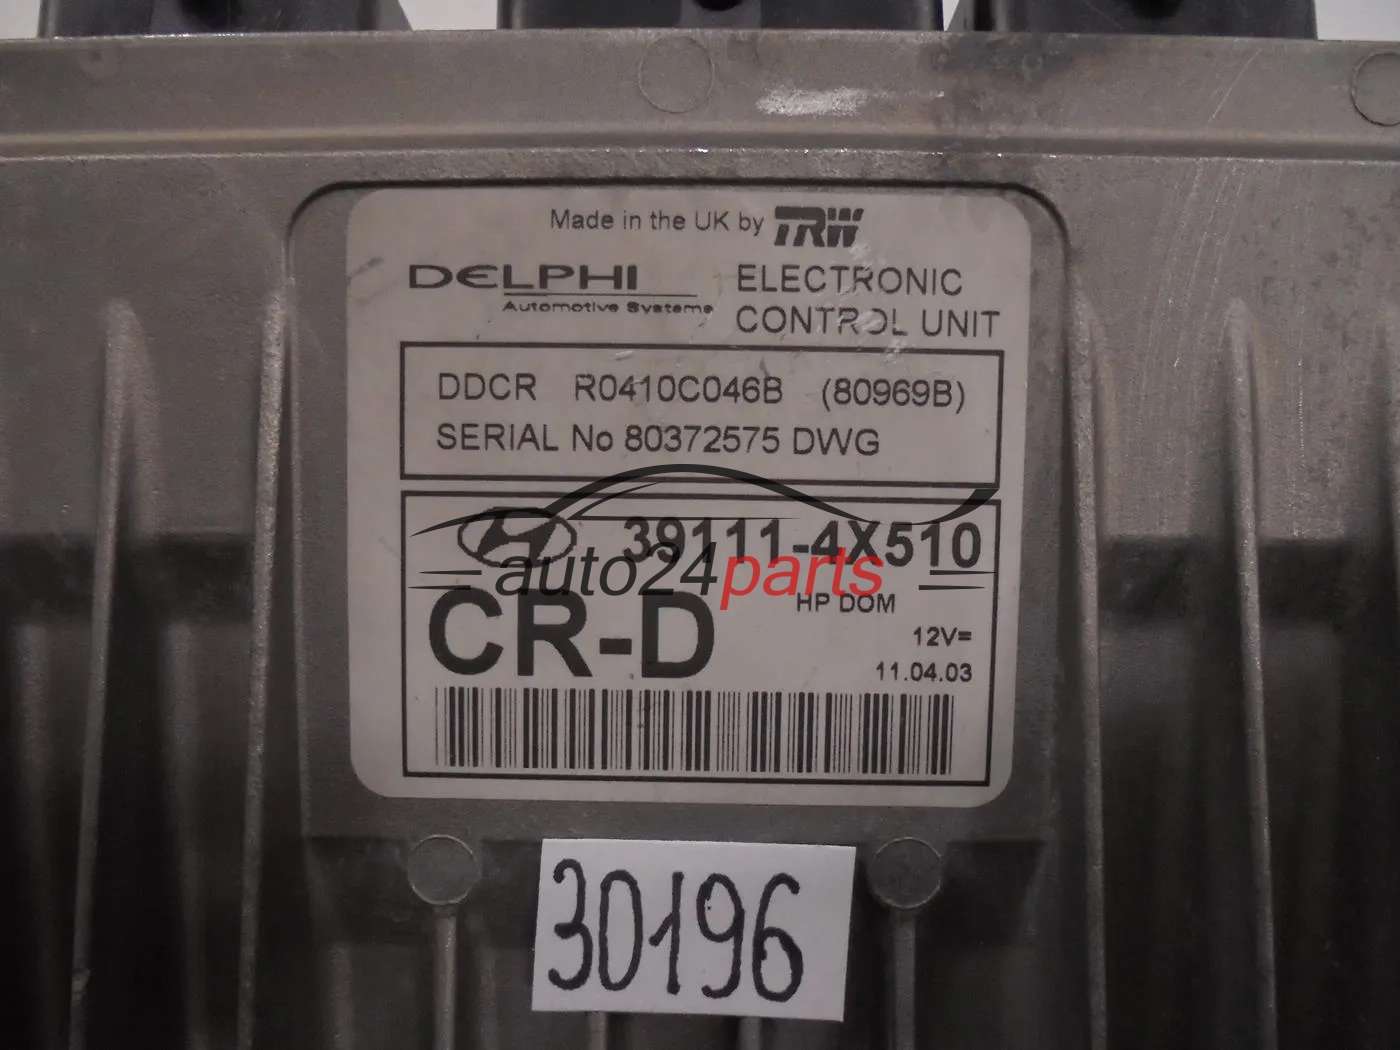 Made in the UK by TRW
DELPHI
Automotive Systems
ELECTRONIC
CONTROL UNIT
DDCR R0410C046B (80969B)
SERIAL No 80372575 DWG
39111-4X510
auto24parts
CR-D
HP DOM
12V=
11.04.03
30196